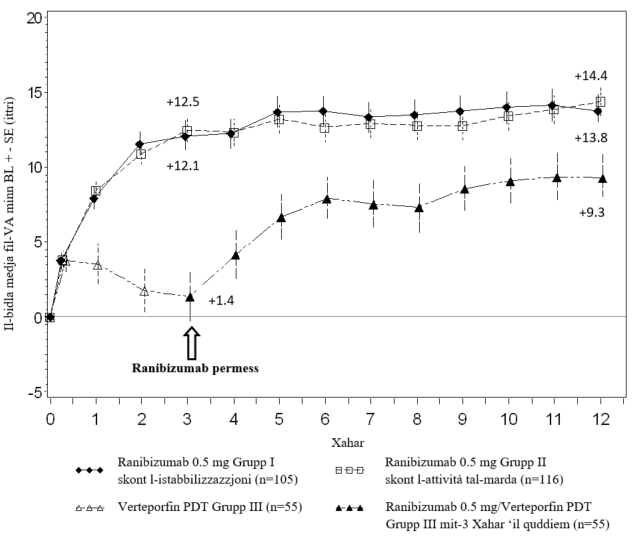 Il-bidla medja fil-VA minn BL + - SE (ittri)
20
15
10
5
0
-5
+12.5
+12.1
+14.4
+13.8
+9.3
+1.4
Ranibizumab permess
0 1 2 3 4 5 6 7 8 9 10 11 12
Xahar
Ranibizumab 0.5 mg Grupp I
skont l-istabbilizzazzjoni (n=105)
Ranibizumab 0.5 mg Grupp II
skont l-attività tal-marda (n=116)
Verteporfin PDT Grupp III (n=55)
Ranibizumab 0.5 mg/Verteporfin PDT
Grupp III mit-3 Xahar ‘il quddiem (n=55)